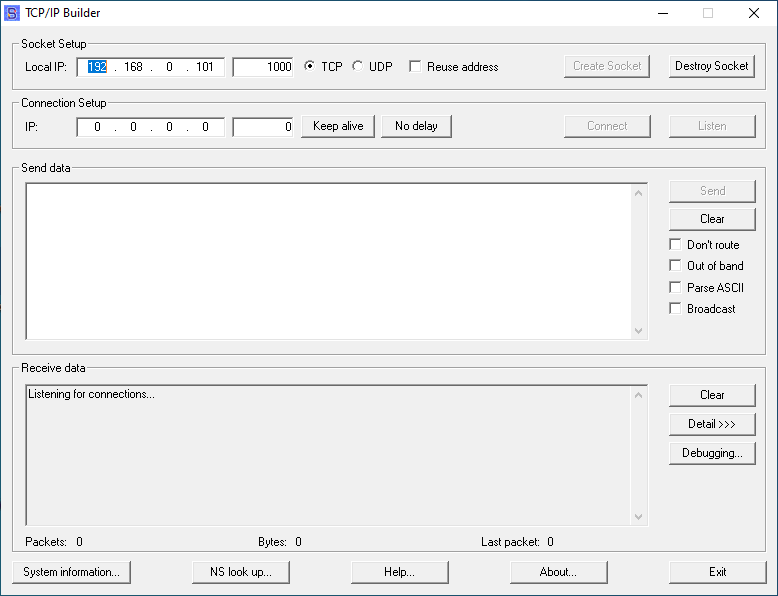 TCP/IP Builder
Socket Setup
Local IP: 192 . 168 . 0 . 101 1000 TCP UDP Reuse address Create Socket Destroy Socket
Connection Setup
IP: 0 . 0 . 0 . 0 0 Keep alive No delay Connect Listen
Send data
Send
Clear
Don't route
Out of band
Parse ASCII
Broadcast
Receive data
Listening for connections...
Clear
Detail >>>
Debugging...
Packets: 0 Bytes: 0 Last packet: 0
System information... NS look up... Help... About... Exit